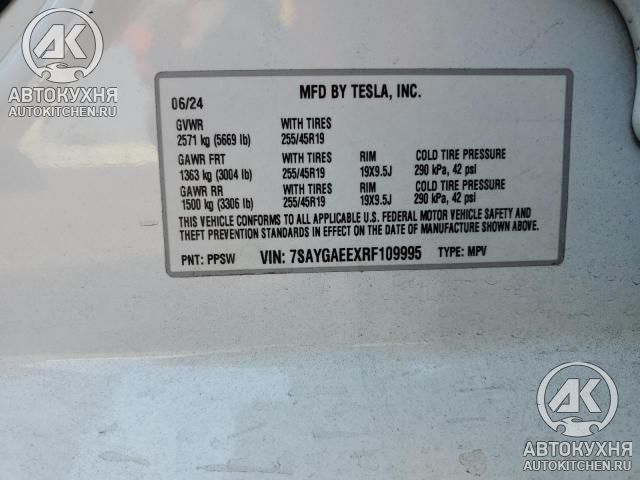 АК
АВТОКУХНЯ
AUTOKITCHEN.RU
06/24 MFD BY TESLA, INC.
GVWR WITH TIRES
2571 kg (5669 lb) 255/45R19
GAWR FRT WITH TIRES RIM COLD TIRE PRESSURE
1363 kg (3004 lb) 255/45R19 19X9.5J 290 kPa, 42 psi
GAWR RR WITH TIRES RIM COLD TIRE PRESSURE
1500 kg (3306 lb) 255/45R19 19X9.5J 290 kPa, 42 psi
THIS VEHICLE CONFORMS TO ALL APPLICABLE U.S. FEDERAL MOTOR VEHICLE SAFETY AND
THEFT PREVENTION STANDARDS IN EFFECT ON THE DATE OF MANUFACTURE SHOWN ABOVE.
PNT: PPSW VIN: 7SAYGAEEXRF109995 TYPE: MPV
АК
АВТОКУХНЯ
AUTOKITCHEN.RU